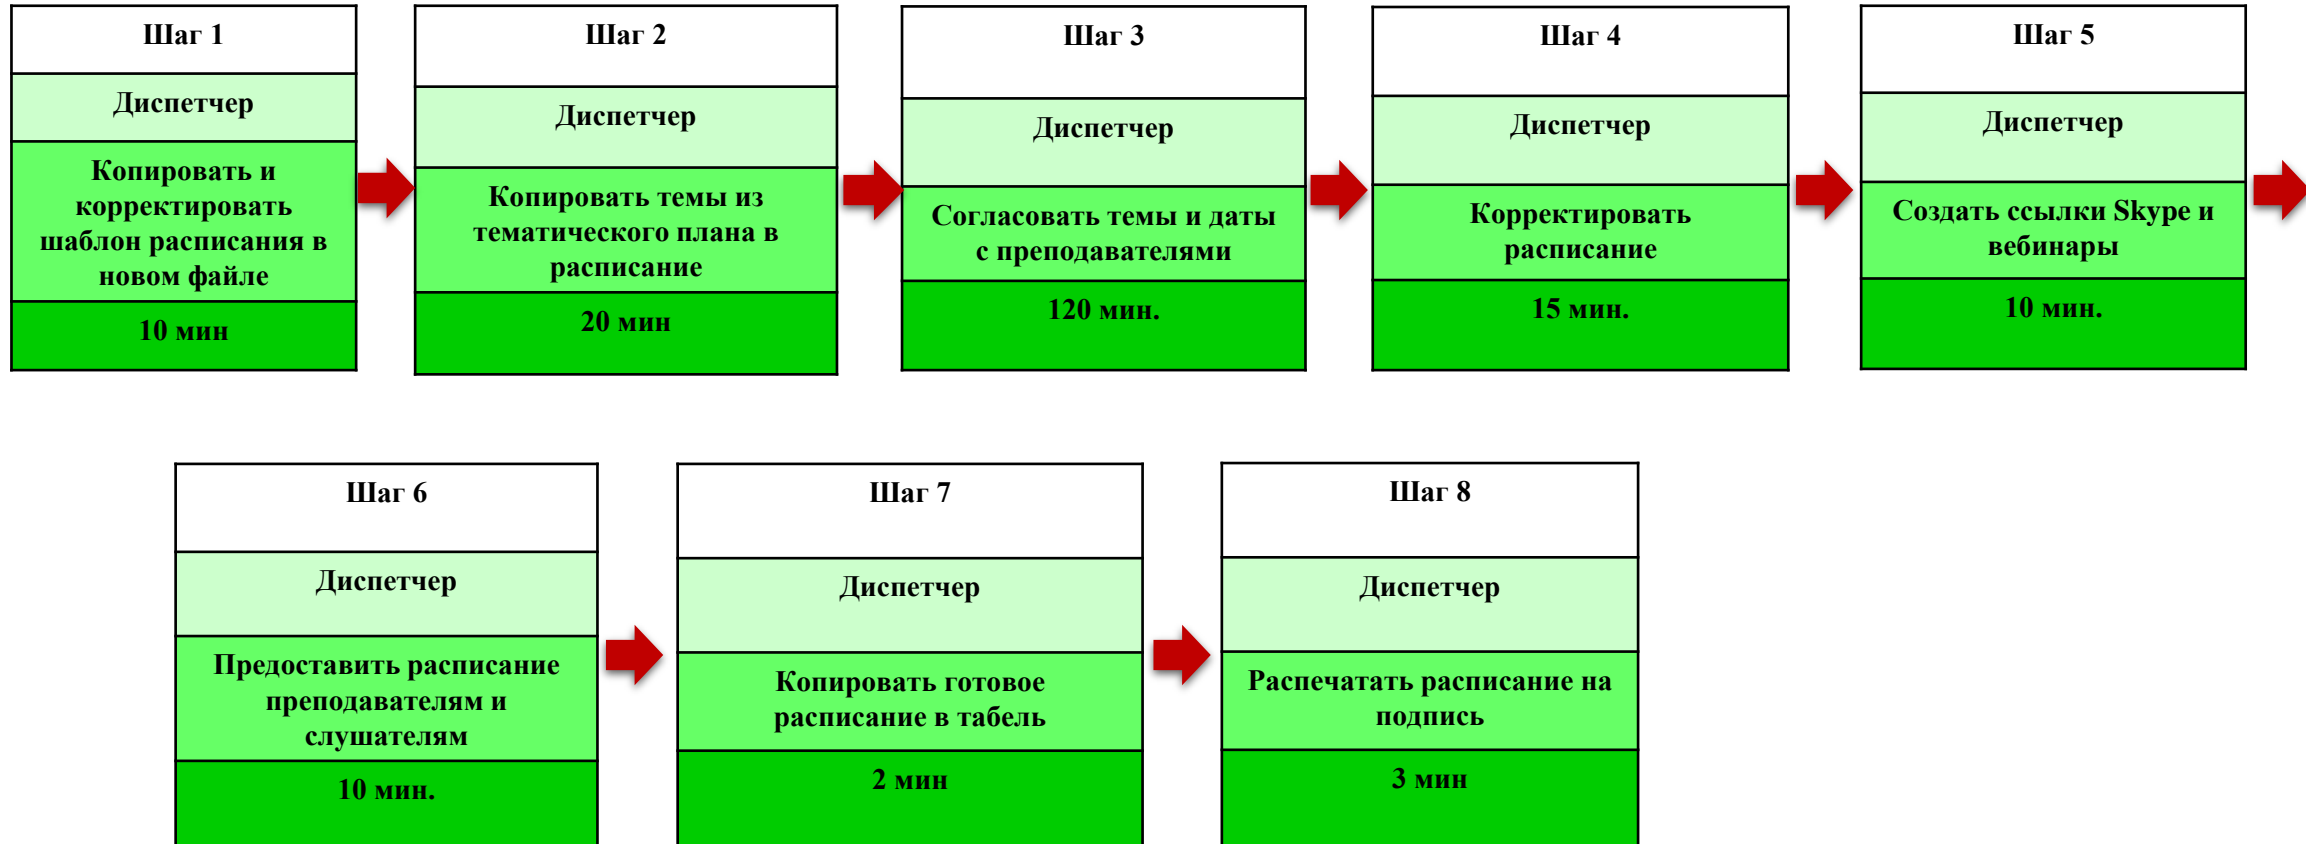 Шаг 1
Диспетчер
Копировать и
корректировать
шаблон расписания в
новом файле
10 мин
Шаг 2
Диспетчер
Копировать темы из
тематического плана в
расписание
20 мин
Шаг 3
Диспетчер
Согласовать темы и даты
с преподавателями
120 мин.
Шаг 4
Диспетчер
Корректировать
расписание
15 мин.
Шаг 5
Диспетчер
Создать ссылки Skype и
вебинары
10 мин.
Шаг 6
Диспетчер
Предоставить расписание
преподавателям и
слушателям
10 мин.
Шаг 7
Диспетчер
Копировать готовое
расписание в табель
2 мин
Шаг 8
Диспетчер
Распечатать расписание на
подпись
3 мин